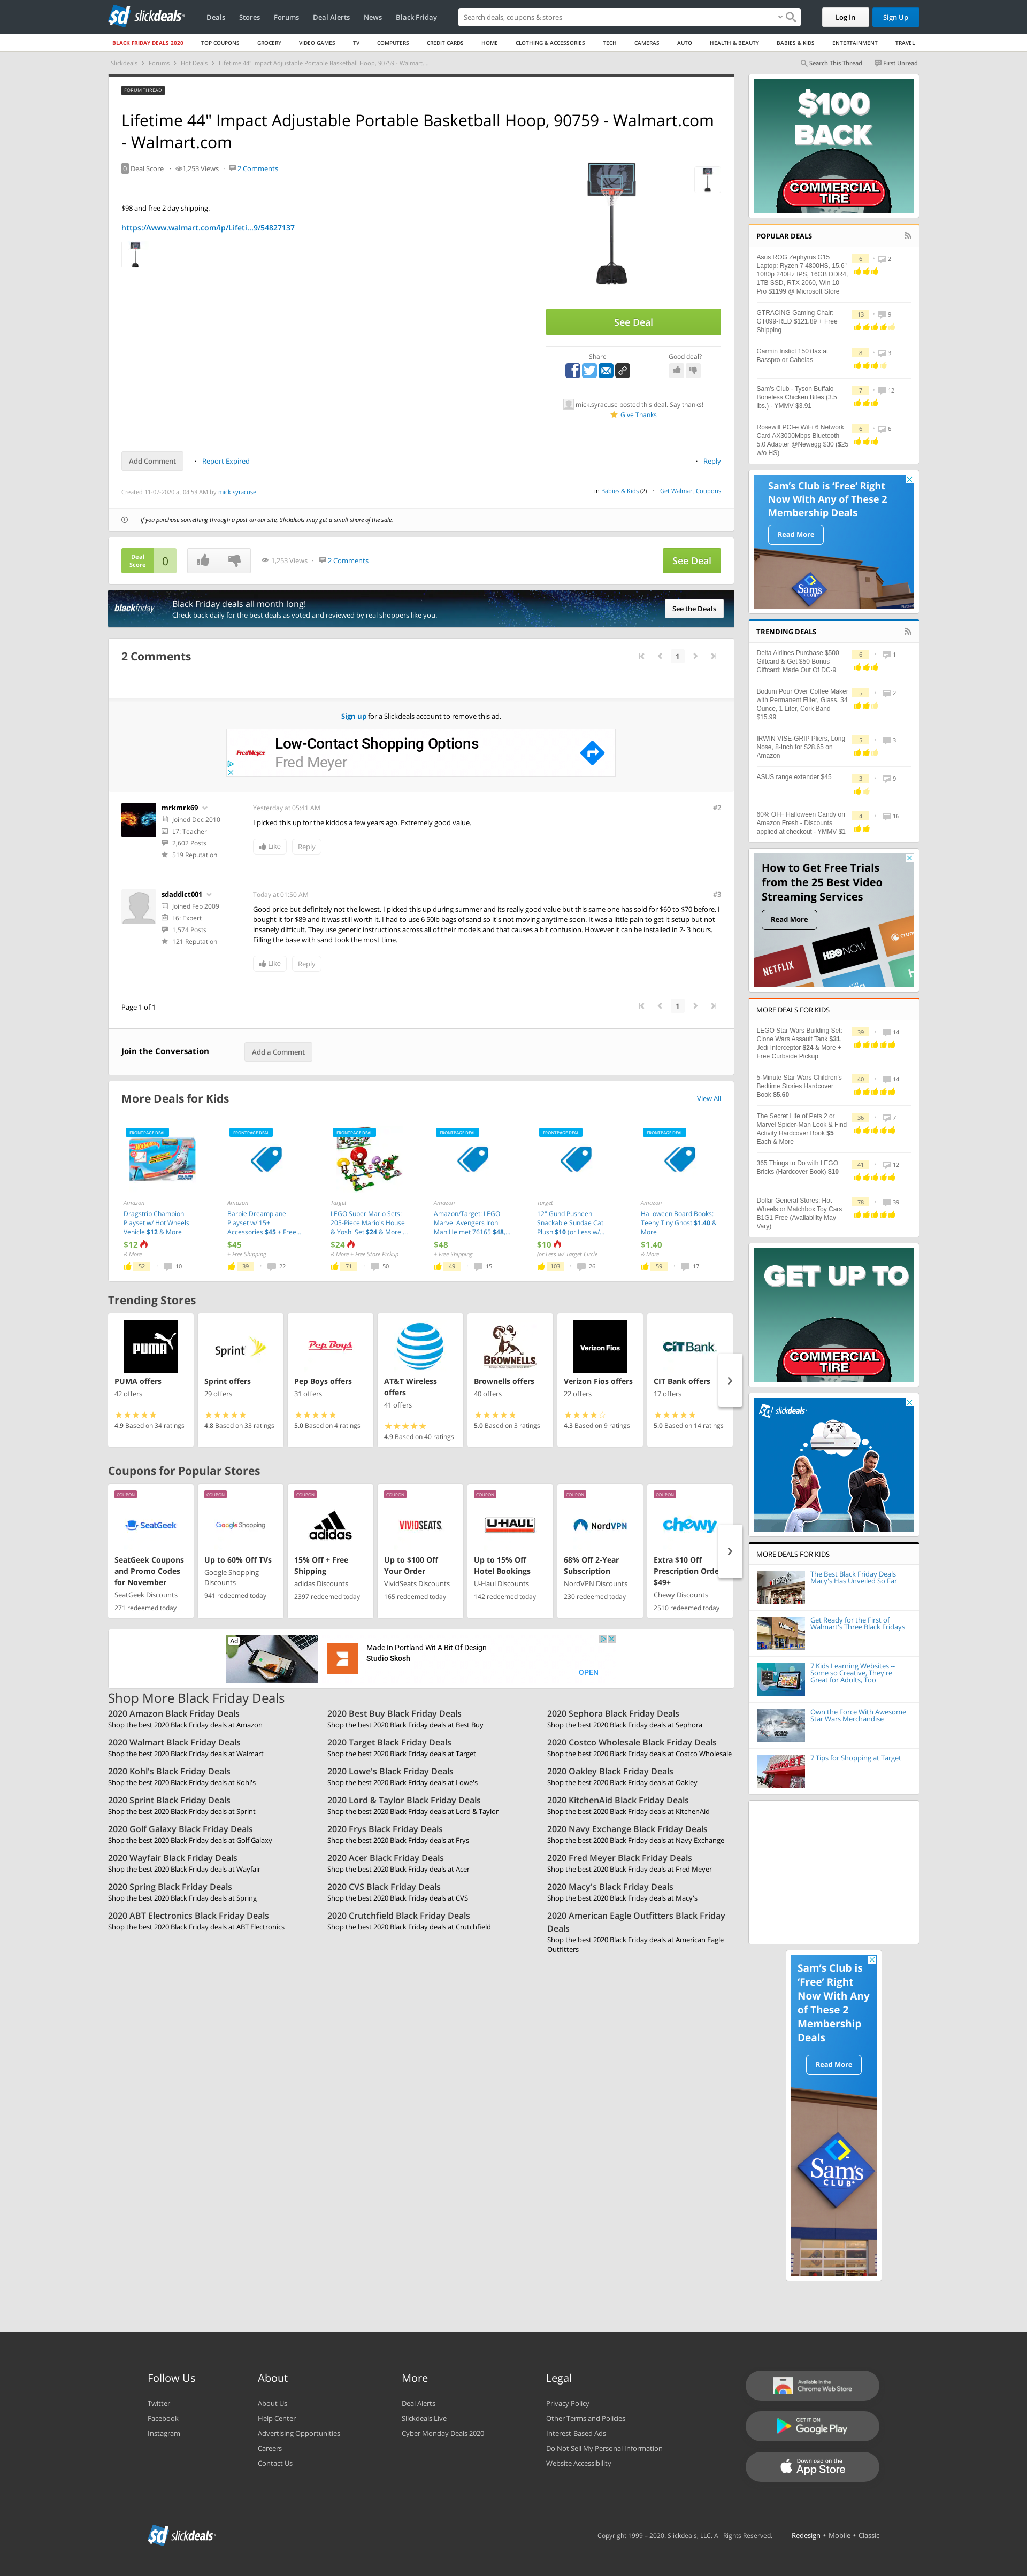 slickdeals
Deals
Stores
Forums
Deal Alerts
News
Black Friday
Search deals, coupons & stores
Log In
Sign Up
BLACK FRIDAY DEALS 2020
TOP COUPONS
GROCERY
VIDEO GAMES
TV
COMPUTERS
CREDIT CARDS
HOME
CLOTHING & ACCESSORIES
TECH
CAMERAS
AUTO
HEALTH & BEAUTY
BABIES & KIDS
ENTERTAINMENT
TRAVEL
Slickdeals > Forums > Hot Deals > Lifetime 44" Impact Adjustable Portable Basketball Hoop, 90759 - Walmart....
Search This Thread
First Unread
FORUM THREAD
Lifetime 44" Impact Adjustable Portable Basketball Hoop, 90759 - Walmart.com
- Walmart.com
0 Deal Score · 1,253 Views · 2 Comments
$98 and free 2 day shipping.
https://www.walmart.com/ip/Lifeti...9/54827137
See Deal
Share
Good deal?
mick.syracuse posted this deal. Say thanks!
Give Thanks
Add Comment
· Report Expired
· Reply
Created 11-07-2020 at 04:53 AM by mick.syracuse
in Babies & Kids (2) · Get Walmart Coupons
If you purchase something through a post on our site, Slickdeals may get a small share of the sale.
Deal
Score
0
1,253 Views · 2 Comments
See Deal
blackfriday
Black Friday deals all month long!
Check back daily for the best deals as voted and reviewed by real shoppers like you.
See the Deals
2 Comments
1
Sign up for a Slickdeals account to remove this ad.
FredMeyer
Low-Contact Shopping Options
Fred Meyer
mrkmrk69
Joined Dec 2010
L7: Teacher
2,602 Posts
519 Reputation
Yesterday at 05:41 AM
#2
I picked this up for the kiddos a few years ago. Extremely good value.
Like
Reply
sdaddict001
Joined Feb 2009
L6: Expert
1,574 Posts
121 Reputation
Today at 01:50 AM
#3
Good price but definitely not the lowest. I picked this up during summer and its really good value but this same one has sold for $60 to $70 before. I
bought it for $89 and it was still worth it. I had to use 6 50lb bags of sand so it's not moving anytime soon. It was a little pain to get it setup but not
insanely difficult. They use generic instructions across all of their models and that causes a bit confusion. However it can be installed in 2- 3 hours.
Filling the base with sand took the most time.
Like
Reply
Page 1 of 1
1
Join the Conversation
Add a Comment
More Deals for Kids
View All
FRONTPAGE DEAL
Amazon
Dragstrip Champion
Playset w/ Hot Wheels
Vehicle $12 & More
$12
& More
52 · 10
FRONTPAGE DEAL
Amazon
Barbie Dreamplane
Playset w/ 15+
Accessories $45 + Free...
$45
+ Free Shipping
39 · 22
FRONTPAGE DEAL
Target
LEGO Super Mario Sets:
205-Piece Mario's House
& Yoshi Set $24 & More ...
$24
& More + Free Store Pickup
71 · 50
FRONTPAGE DEAL
Amazon
Amazon/Target: LEGO
Marvel Avengers Iron
Man Helmet 76165 $48,...
$48
+ Free Shipping
49 · 15
FRONTPAGE DEAL
Target
12" Gund Pusheen
Snackable Sundae Cat
Plush $10 (or Less w/...
$10
(or Less w/ Target Circle
103 · 26
FRONTPAGE DEAL
Amazon
Halloween Board Books:
Teeny Tiny Ghost $1.40 &
More
$1.40
& More
59 · 17
Trending Stores
PUMA
PUMA offers
42 offers
4.9 Based on 34 ratings
Sprint
Sprint offers
29 offers
4.8 Based on 33 ratings
Pep Boys
Pep Boys offers
31 offers
5.0 Based on 4 ratings
AT&T Wireless
offers
41 offers
4.9 Based on 40 ratings
BROWNELLS
Brownells offers
40 offers
5.0 Based on 3 ratings
Verizon Fios
Verizon Fios offers
22 offers
4.3 Based on 9 ratings
CIT Bank
CIT Bank offers
17 offers
5.0 Based on 14 ratings
Coupons for Popular Stores
COUPON
SeatGeek
SeatGeek Coupons
and Promo Codes
for November
SeatGeek Discounts
271 redeemed today
COUPON
Google Shopping
Up to 60% Off TVs
Google Shopping
Discounts
941 redeemed today
COUPON
adidas
15% Off + Free
Shipping
adidas Discounts
2397 redeemed today
COUPON
VIVIDSEATS.
Up to $100 Off
Your Order
VividSeats Discounts
165 redeemed today
COUPON
U-HAUL
Up to 15% Off
Hotel Bookings
U-Haul Discounts
142 redeemed today
COUPON
NordVPN
68% Off 2-Year
Subscription
NordVPN Discounts
230 redeemed today
COUPON
chewy
Extra $10 Off
Prescription Orde
$49+
Chewy Discounts
2510 redeemed today
Ad
Made In Portland Wit A Bit Of Design
Studio Skosh
OPEN
Shop More Black Friday Deals
2020 Amazon Black Friday Deals
Shop the best 2020 Black Friday deals at Amazon
2020 Best Buy Black Friday Deals
Shop the best 2020 Black Friday deals at Best Buy
2020 Sephora Black Friday Deals
Shop the best 2020 Black Friday deals at Sephora
2020 Walmart Black Friday Deals
Shop the best 2020 Black Friday deals at Walmart
2020 Target Black Friday Deals
Shop the best 2020 Black Friday deals at Target
2020 Costco Wholesale Black Friday Deals
Shop the best 2020 Black Friday deals at Costco Wholesale
2020 Kohl's Black Friday Deals
Shop the best 2020 Black Friday deals at Kohl's
2020 Lowe's Black Friday Deals
Shop the best 2020 Black Friday deals at Lowe's
2020 Oakley Black Friday Deals
Shop the best 2020 Black Friday deals at Oakley
2020 Sprint Black Friday Deals
Shop the best 2020 Black Friday deals at Sprint
2020 Lord & Taylor Black Friday Deals
Shop the best 2020 Black Friday deals at Lord & Taylor
2020 KitchenAid Black Friday Deals
Shop the best 2020 Black Friday deals at KitchenAid
2020 Golf Galaxy Black Friday Deals
Shop the best 2020 Black Friday deals at Golf Galaxy
2020 Frys Black Friday Deals
Shop the best 2020 Black Friday deals at Frys
2020 Navy Exchange Black Friday Deals
Shop the best 2020 Black Friday deals at Navy Exchange
2020 Wayfair Black Friday Deals
Shop the best 2020 Black Friday deals at Wayfair
2020 Acer Black Friday Deals
Shop the best 2020 Black Friday deals at Acer
2020 Fred Meyer Black Friday Deals
Shop the best 2020 Black Friday deals at Fred Meyer
2020 Spring Black Friday Deals
Shop the best 2020 Black Friday deals at Spring
2020 CVS Black Friday Deals
Shop the best 2020 Black Friday deals at CVS
2020 Macy's Black Friday Deals
Shop the best 2020 Black Friday deals at Macy's
2020 ABT Electronics Black Friday Deals
Shop the best 2020 Black Friday deals at ABT Electronics
2020 Crutchfield Black Friday Deals
Shop the best 2020 Black Friday deals at Crutchfield
2020 American Eagle Outfitters Black Friday
Deals
Shop the best 2020 Black Friday deals at American Eagle
Outfitters
$100
BACK
COMMERCIAL
TIRE
POPULAR DEALS
Asus ROG Zephyrus G15
Laptop: Ryzen 7 4800HS, 15.6"
1080p 240Hz IPS, 16GB DDR4,
1TB SSD, RTX 2060, Win 10
Pro $1199 @ Microsoft Store
6 · 2
GTRACING Gaming Chair:
GT099-RED $121.89 + Free
Shipping
13 · 9
Garmin Instict 150+tax at
Basspro or Cabelas
8 · 3
Sam's Club - Tyson Buffalo
Boneless Chicken Bites (3.5
lbs.) - YMMV $3.91
7 · 12
Rosewill PCI-e WiFi 6 Network
Card AX3000Mbps Bluetooth
5.0 Adapter @Newegg $30 ($25
w/o HS)
6 · 6
Sam's Club is 'Free' Right
Now With Any of These 2
Membership Deals
Read More
Sam's
CLUB
TRENDING DEALS
Delta Airlines Purchase $500
Giftcard & Get $50 Bonus
Giftcard: Made Out Of DC-9
6 · 1
Bodum Pour Over Coffee Maker
with Permanent Filter, Glass, 34
Ounce, 1 Liter, Cork Band
$15.99
5 · 2
IRWIN VISE-GRIP Pliers, Long
Nose, 8-Inch for $28.65 on
Amazon
5 · 3
ASUS range extender $45
3 · 9
60% OFF Halloween Candy on
Amazon Fresh - Discounts
applied at checkout - YMMV $1
4 · 16
How to Get Free Trials
from the 25 Best Video
Streaming Services
Read More
NETFLIX
HBO NOW
MORE DEALS FOR KIDS
LEGO Star Wars Building Set:
Clone Wars Assault Tank $31,
Jedi Interceptor $24 & More +
Free Curbside Pickup
39 · 14
5-Minute Star Wars Children's
Bedtime Stories Hardcover
Book $5.60
40 · 14
The Secret Life of Pets 2 or
Marvel Spider-Man Look & Find
Activity Hardcover Book $5
Each & More
36 · 7
365 Things to Do with LEGO
Bricks (Hardcover Book) $10
41 · 12
Dollar General Stores: Hot
Wheels or Matchbox Toy Cars
B1G1 Free (Availability May
Vary)
78 · 39
GET UP TO
COMMERCIAL
TIRE
slickdeals
MORE DEALS FOR KIDS
The Best Black Friday Deals
Macy's Has Unveiled So Far
Get Ready for the First of
Walmart's Three Black Fridays
7 Kids Learning Websites --
Some so Creative, They're
Great for Adults, Too
Own the Force With Awesome
Star Wars Merchandise
7 Tips for Shopping at Target
Sam's Club is
'Free' Right
Now With Any
of These 2
Membership
Deals
Read More
Sam's
CLUB
Follow Us
Twitter
Facebook
Instagram
About
About Us
Help Center
Advertising Opportunities
Careers
Contact Us
More
Deal Alerts
Slickdeals Live
Cyber Monday Deals 2020
Legal
Privacy Policy
Other Terms and Policies
Interest-Based Ads
Do Not Sell My Personal Information
Website Accessibility
Available in the
Chrome Web Store
GET IT ON
Google Play
Download on the
App Store
slickdeals
Copyright 1999 – 2020. Slickdeals, LLC. All Rights Reserved.
Redesign • Mobile • Classic